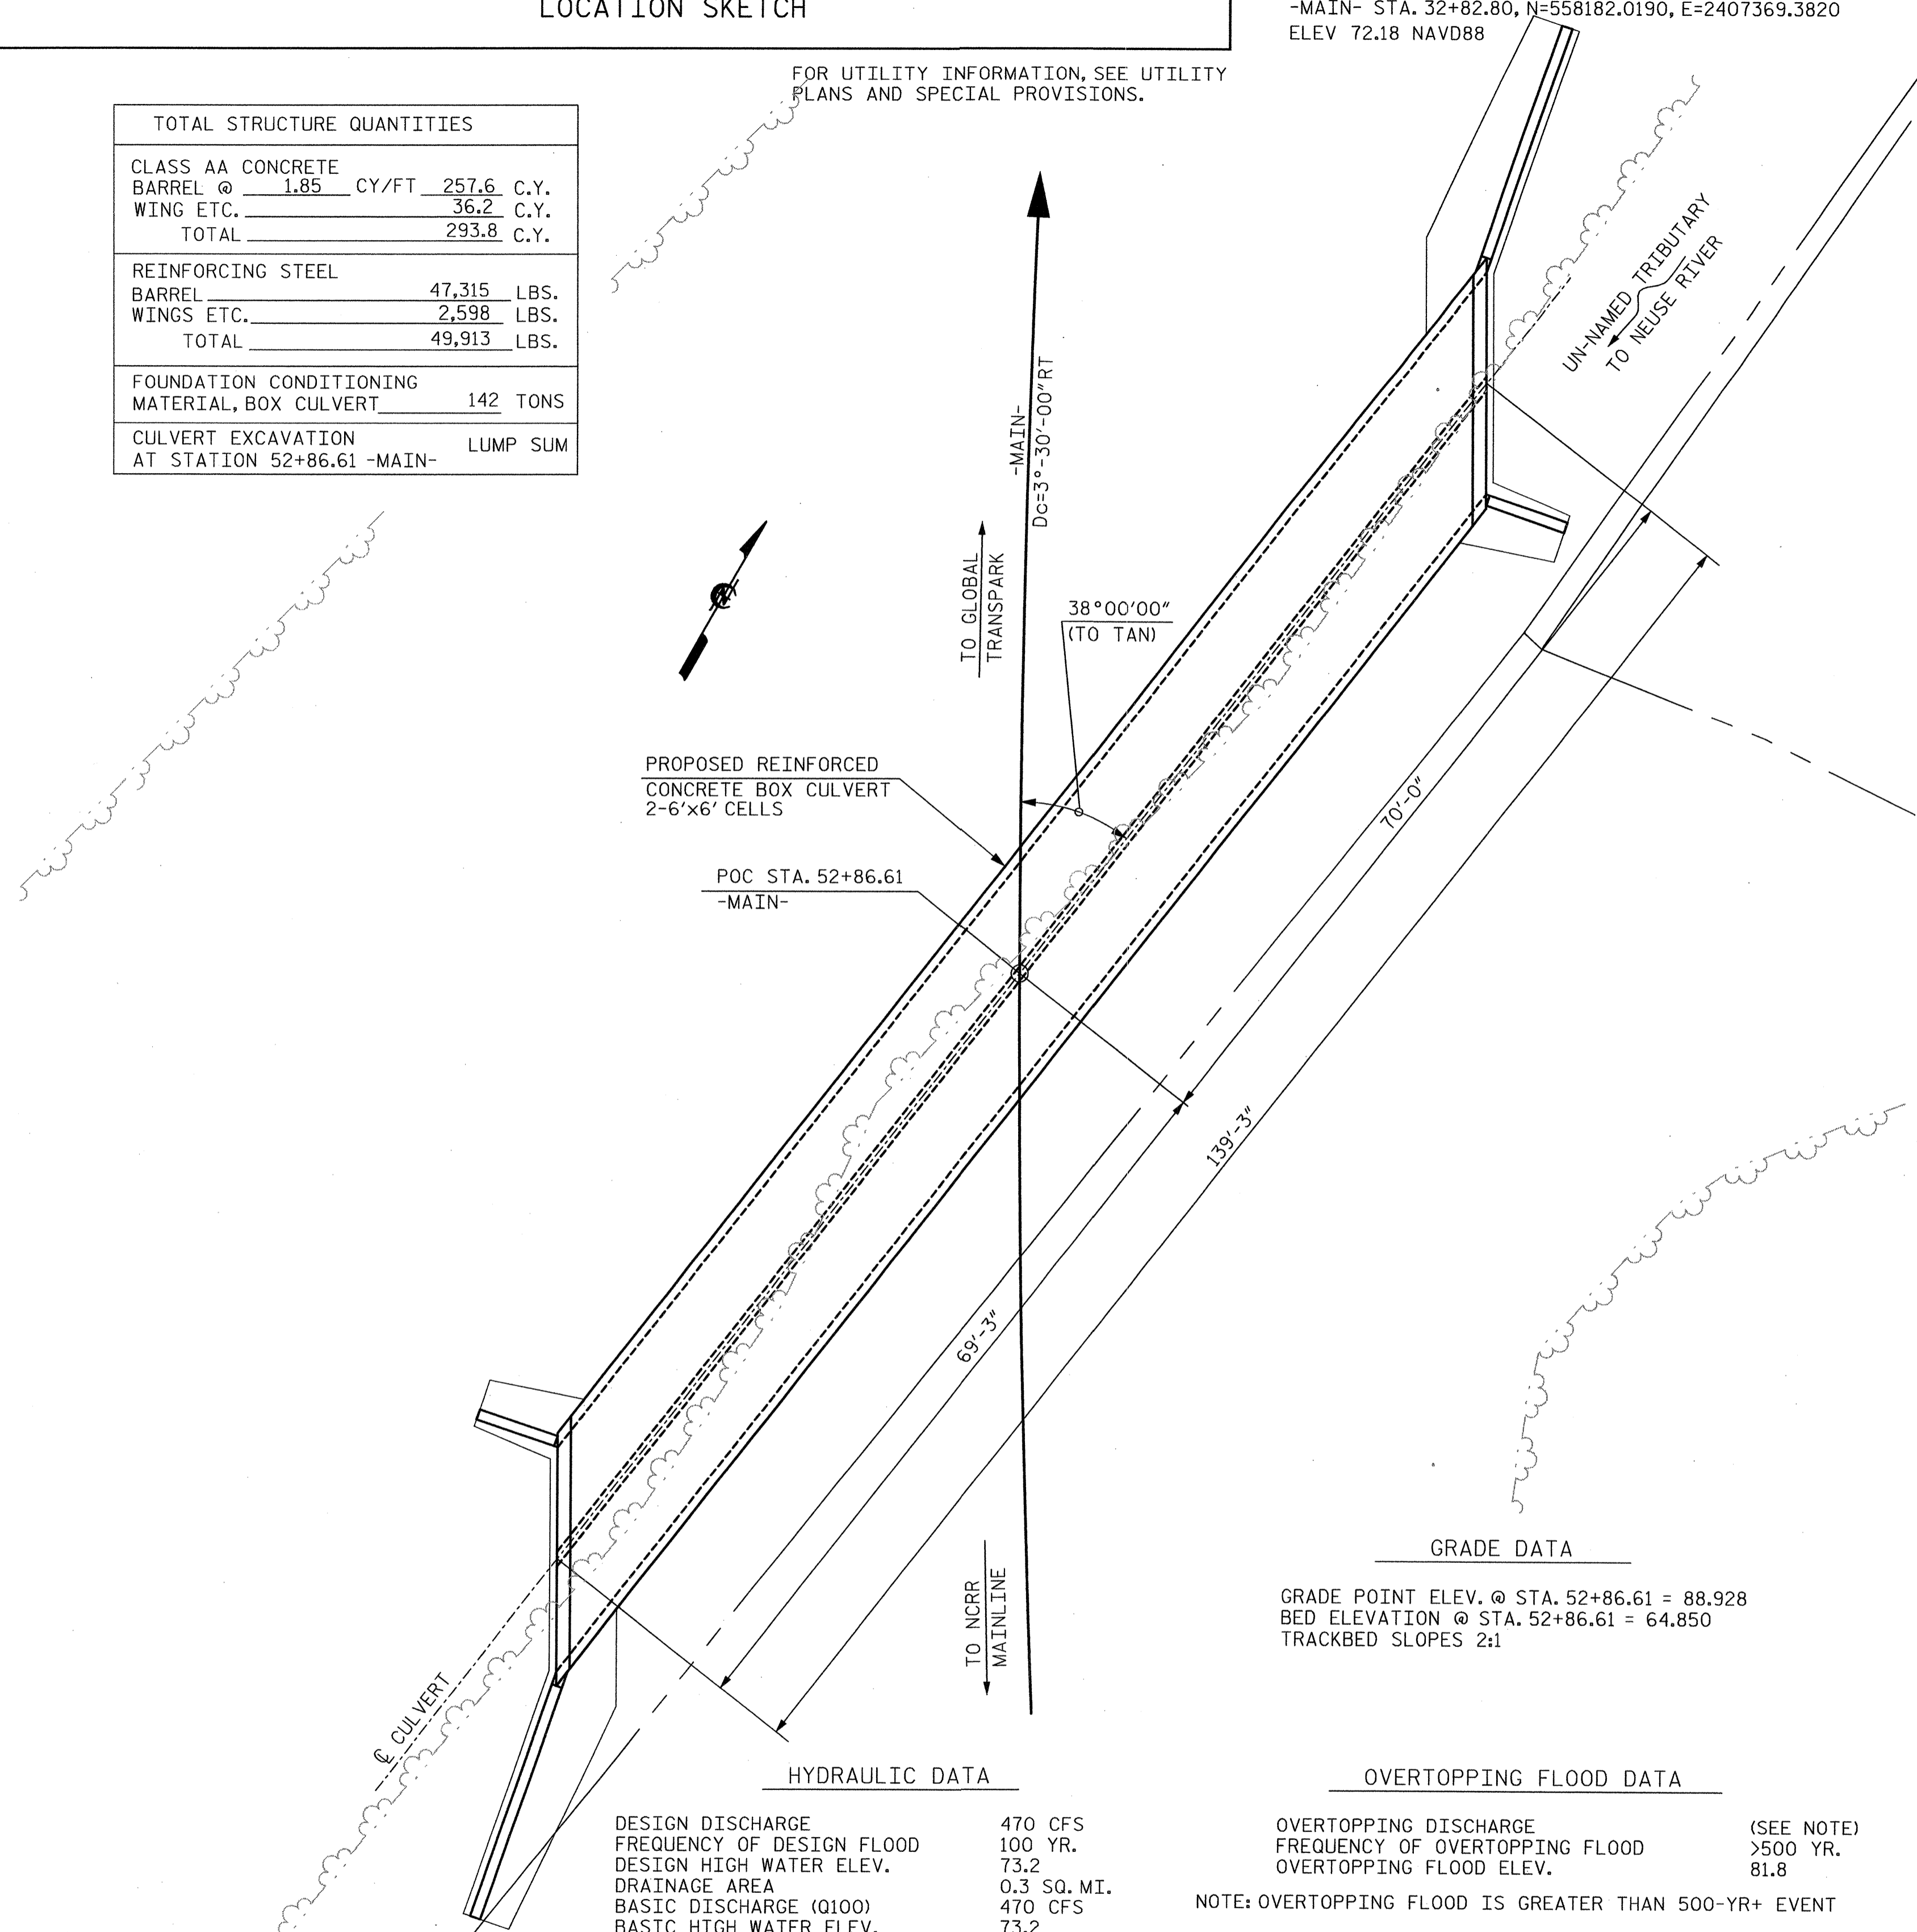 LOCATION SKETCH
-MAIN- STA. 32+82.80, N=558182.0190, E=2407369.3820
ELEV 72.18 NAVD88
FOR UTILITY INFORMATION, SEE UTILITY
PLANS AND SPECIAL PROVISIONS.
TOTAL STRUCTURE QUANTITIES
CLASS AA CONCRETE
BARREL @ 1.85 CY/FT 257.6 C.Y.
WING ETC. 36.2 C.Y.
TOTAL 293.8 C.Y.
REINFORCING STEEL
BARREL 47,315 LBS.
WINGS ETC. 2,598 LBS.
TOTAL 49,913 LBS.
FOUNDATION CONDITIONING
MATERIAL, BOX CULVERT 142 TONS
CULVERT EXCAVATION
AT STATION 52+86.61 -MAIN- LUMP SUM
UN-NAMED TRIBUTARY
TO NEUSE RIVER
-MAIN-
Dc=3°-30'-00"RT
TO GLOBAL
TRANSPARK
38°00'00"
(TO TAN)
PROPOSED REINFORCED
CONCRETE BOX CULVERT
2-6'x6' CELLS
POC STA. 52+86.61
-MAIN-
70'-0"
139'-3"
69'-3"
TO NCRR
MAINLINE
℄ CULVERT
GRADE DATA
GRADE POINT ELEV. @ STA. 52+86.61 = 88.928
BED ELEVATION @ STA. 52+86.61 = 64.850
TRACKBED SLOPES 2:1
HYDRAULIC DATA
DESIGN DISCHARGE 470 CFS
FREQUENCY OF DESIGN FLOOD 100 YR.
DESIGN HIGH WATER ELEV. 73.2
DRAINAGE AREA 0.3 SQ. MI.
BASIC DISCHARGE (Q100) 470 CFS
BASIC HIGH WATER ELEV. 73.2
OVERTOPPING FLOOD DATA
OVERTOPPING DISCHARGE (SEE NOTE)
FREQUENCY OF OVERTOPPING FLOOD >500 YR.
OVERTOPPING FLOOD ELEV. 81.8
NOTE: OVERTOPPING FLOOD IS GREATER THAN 500-YR+ EVENT